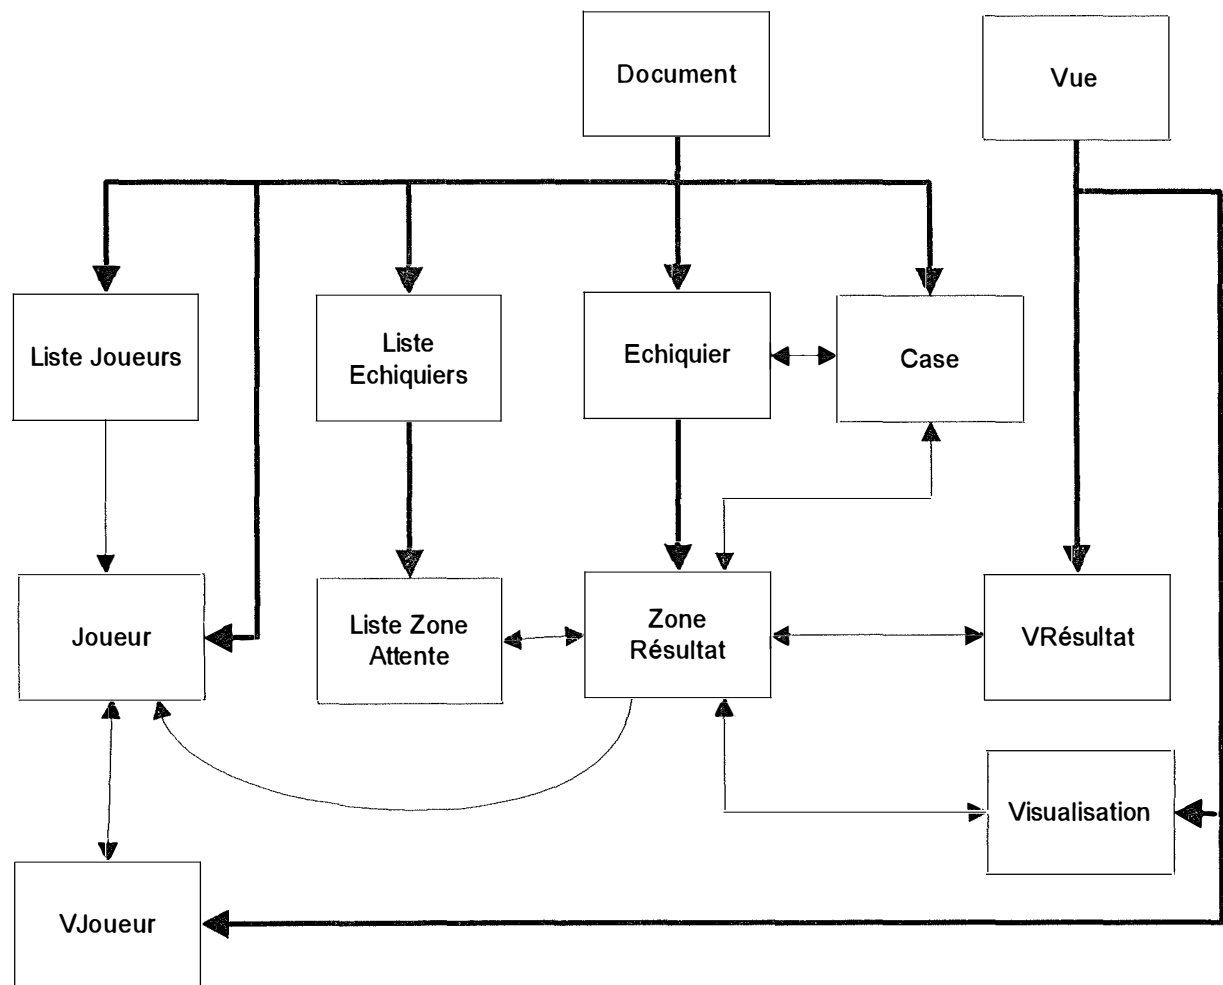 Document
Vue
Liste Joueurs
Liste
Echiquiers
Echiquier
Case
Joueur
Liste Zone
Attente
Zone
Résultat
VRésultat
Visualisation
VJoueur